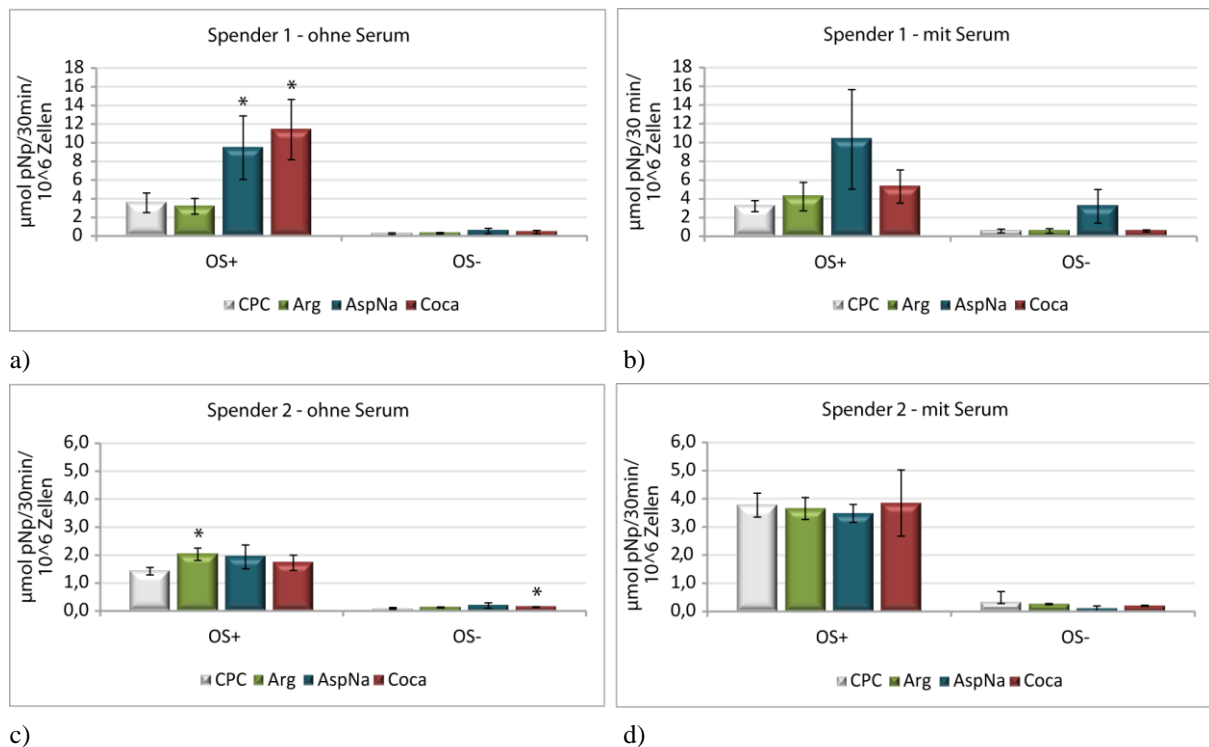 Spender 1 - ohne Serum
µmol pNp/30min/
10^6 Zellen
18
16
14
12
10
8
6
4
2
0
*
*
OS+
OS-
CPC
Arg
AspNa
Coca
a)
Spender 1 - mit Serum
µmol pNp/30 min/
10^6 Zellen
18
16
14
12
10
8
6
4
2
0
OS+
OS-
CPC
Arg
AspNa
Coca
b)
Spender 2 - ohne Serum
µmol pNp/30min/
10^6 Zellen
6,0
5,0
4,0
3,0
2,0
1,0
0,0
*
*
OS+
OS-
CPC
Arg
AspNa
Coca
c)
Spender 2 - mit Serum
µmol pNp/30min/
10^6 Zellen
6,0
5,0
4,0
3,0
2,0
1,0
0,0
OS+
OS-
CPC
Arg
AspNa
Coca
d)